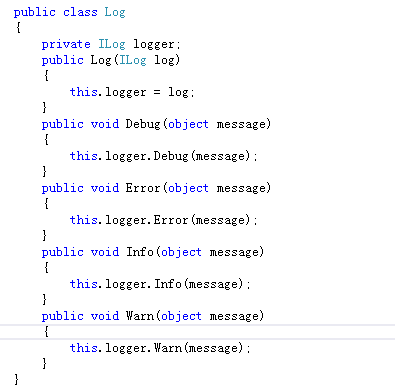 public class Log
{
    private ILog logger;
    public Log(ILog log)
    {
        this.logger = log;
    }
    public void Debug(object message)
    {
        this.logger.Debug(message);
    }
    public void Error(object message)
    {
        this.logger.Error(message);
    }
    public void Info(object message)
    {
        this.logger.Info(message);
    }
    public void Warn(object message)
    {
        this.logger.Warn(message);
    }
}